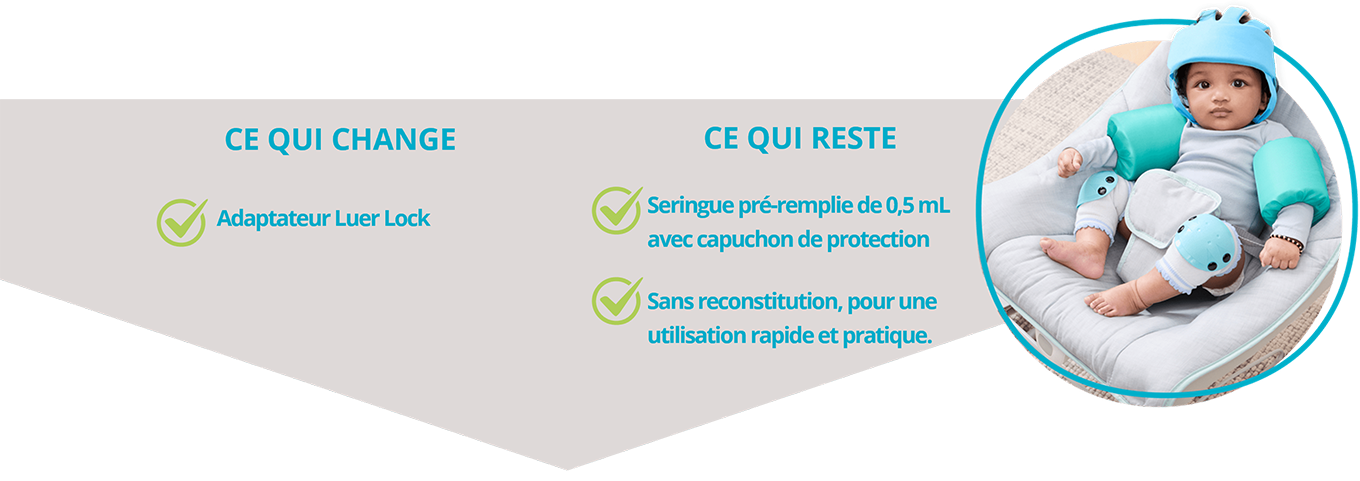 CE QUI CHANGE
Adaptateur Luer Lock
CE QUI RESTE
Seringue pré-remplie de 0,5 mL
avec capuchon de protection
Sans reconstitution, pour une
utilisation rapide et pratique.